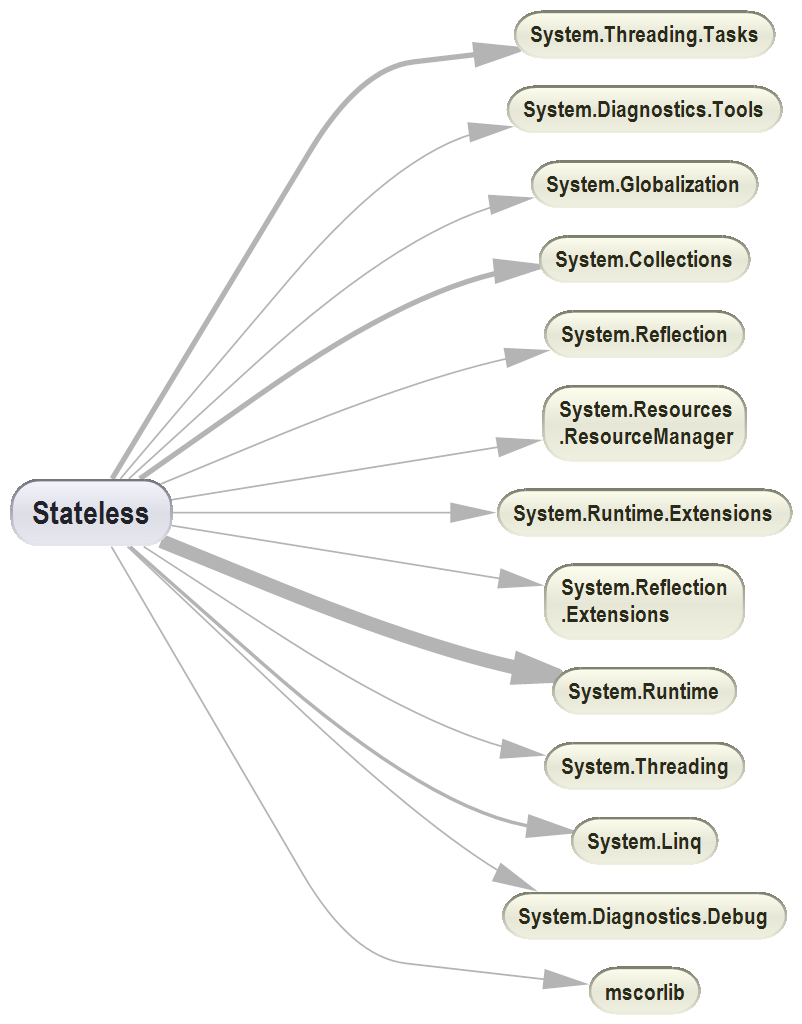 System.Threading.Tasks
System.Diagnostics.Tools
System.Globalization
System.Collections
System.Reflection
System.Resources
.ResourceManager
Stateless
System.Runtime.Extensions
System.Reflection
.Extensions
System.Runtime
System.Threading
System.Linq
System.Diagnostics.Debug
mscorlib